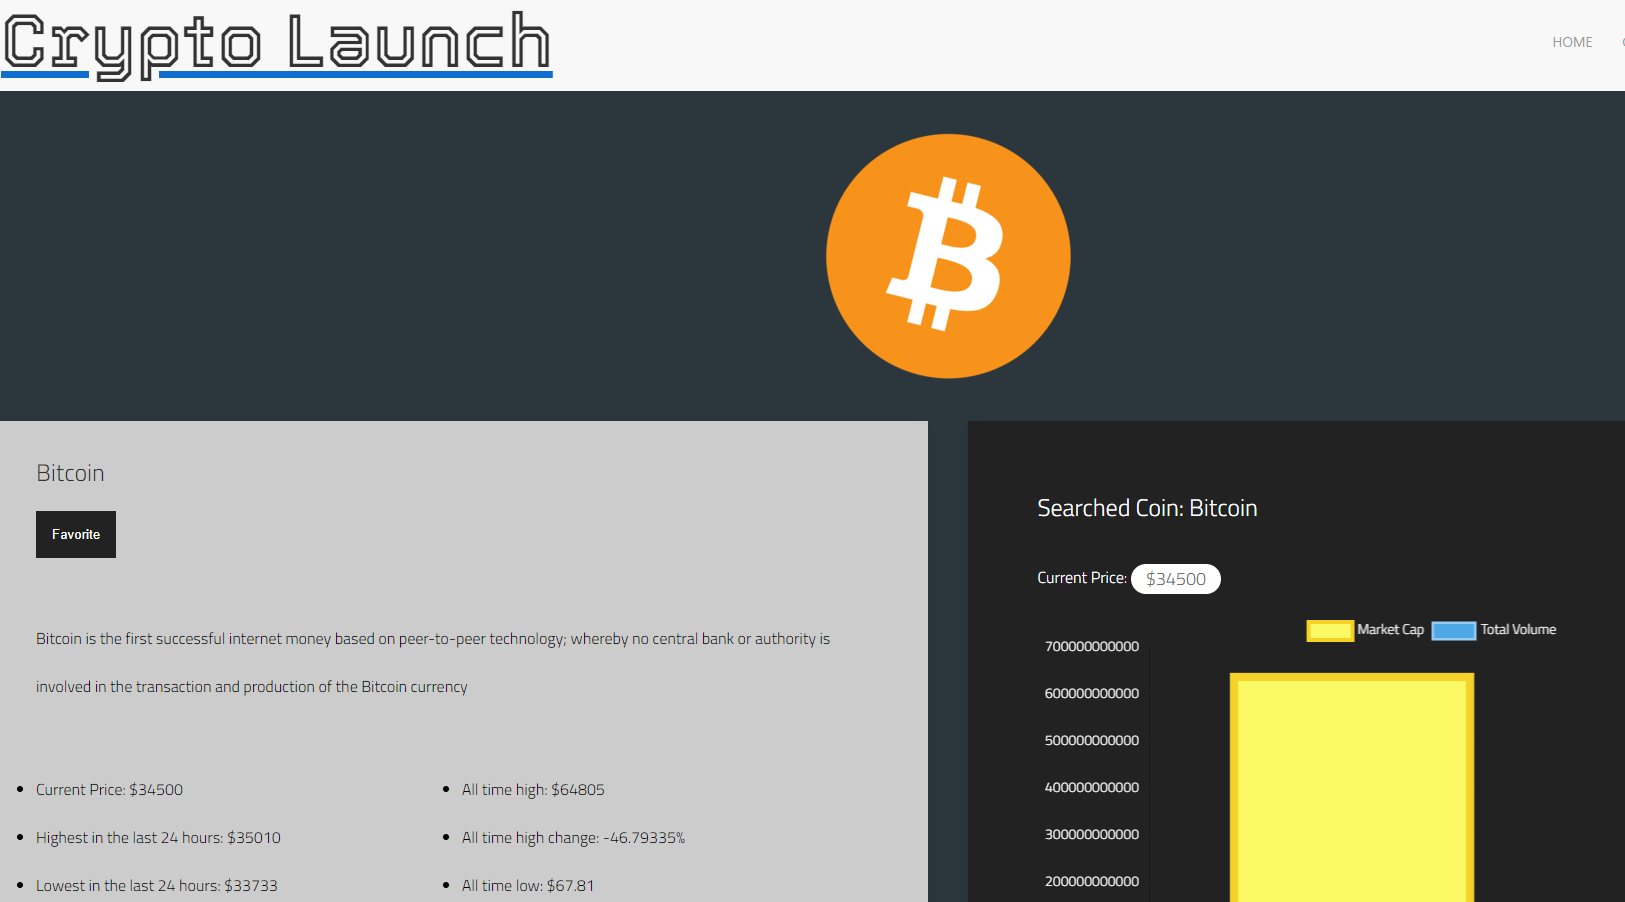 Crypto Launch
HOME
Bitcoin
Favorite
Bitcoin is the first successful internet money based on peer-to-peer technology; whereby no central bank or authority is
involved in the transaction and production of the Bitcoin currency
Current Price: $34500
Highest in the last 24 hours: $35010
Lowest in the last 24 hours: $33733
All time high: $64805
All time high change: -46.79335%
All time low: $67.81
Searched Coin: Bitcoin
Current Price: $34500
Market Cap Total Volume
700000000000
600000000000
500000000000
400000000000
300000000000
200000000000